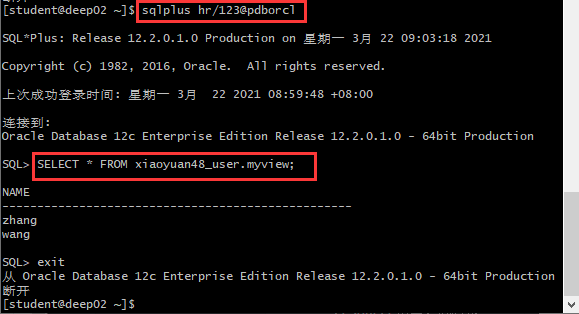 [student@deep02 ~]$ sqlplus hr/123@pdborcl
SQL*Plus: Release 12.2.0.1.0 Production on 星期一 3月 22 09:03:18 2021
Copyright (c) 1982, 2016, Oracle.  All rights reserved.
上次成功登录时间: 星期一 3月  22 2021 08:59:48 +08:00
连接到:
Oracle Database 12c Enterprise Edition Release 12.2.0.1.0 - 64bit Production
SQL> SELECT * FROM xiaoyuan48_user.myview;
NAME
--------------------------------------------------
zhang
wang
SQL> exit
从 Oracle Database 12c Enterprise Edition Release 12.2.0.1.0 - 64bit Production
断开
[student@deep02 ~]$